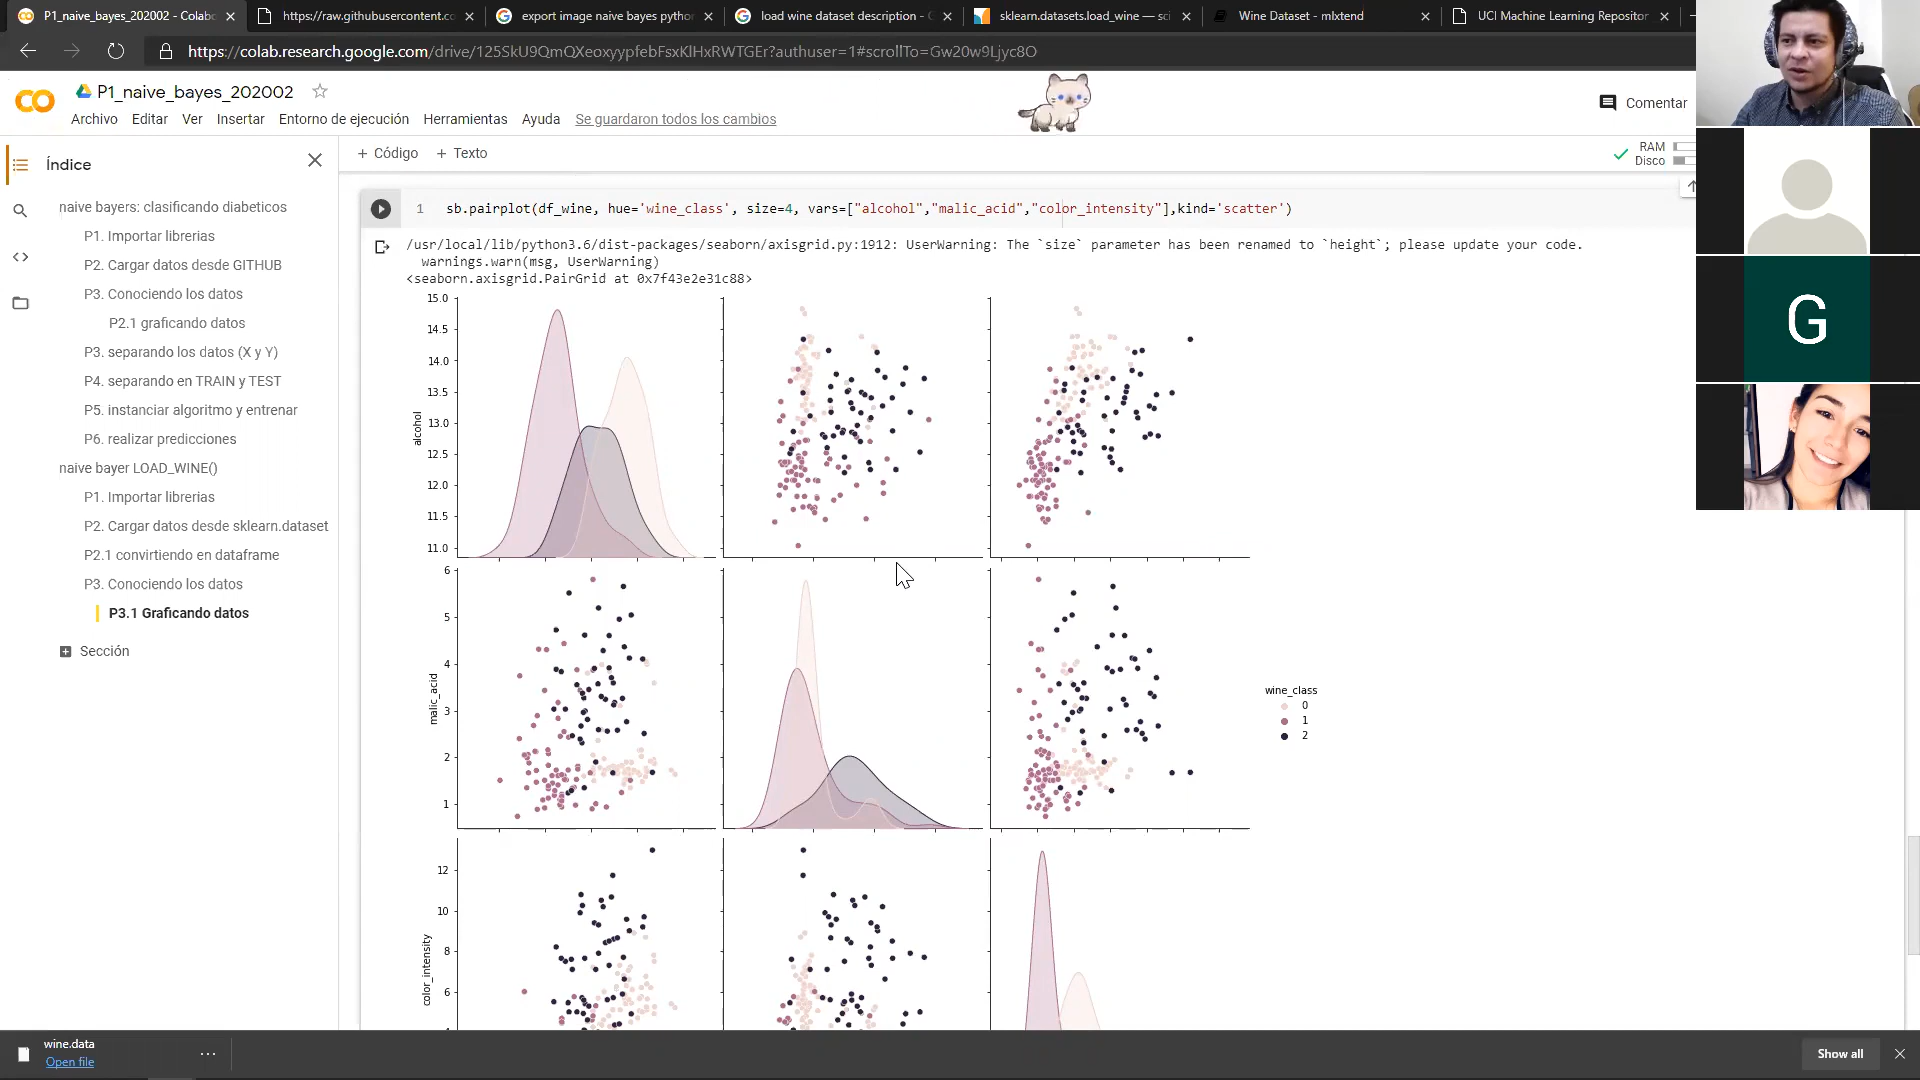 P1_naive_bayes_202002 - Colab
https://raw.githubusercontent.co
export image naive bayes python
load wine dataset description - G
sklearn.datasets.load_wine — sci
Wine Dataset - mlxtend
UCI Machine Learning Repositor
https://colab.research.google.com/drive/125SkU9QmQXeoxyypfebFsxKlHxRWTGEr?authuser=1#scrollTo=Gw20w9Ljyc8O
P1_naive_bayes_202002
Comentar
Archivo Editar Ver Insertar Entorno de ejecución Herramientas Ayuda Se guardaron todos los cambios
+ Código + Texto
RAM
Disco
Índice
naive bayers: clasificando diabeticos
P1. Importar librerias
P2. Cargar datos desde GITHUB
P3. Conociendo los datos
P2.1 graficando datos
P3. separando los datos (X y Y)
P4. separando en TRAIN y TEST
P5. instanciar algoritmo y entrenar
P6. realizar predicciones
naive bayer LOAD_WINE()
P1. Importar librerias
P2. Cargar datos desde sklearn.dataset
P2.1 convirtiendo en dataframe
P3. Conociendo los datos
P3.1 Graficando datos
Sección
1 sb.pairplot(df_wine, hue='wine_class', size=4, vars=["alcohol","malic_acid","color_intensity"],kind='scatter')
/usr/local/lib/python3.6/dist-packages/seaborn/axisgrid.py:1912: UserWarning: The `size` parameter has been renamed to `height`; please update your code.
warnings.warn(msg, UserWarning)
<seaborn.axisgrid.PairGrid at 0x7f43e2e31c88>
15.0
14.5
14.0
13.5
13.0
12.5
12.0
11.5
11.0
alcohol
6
5
4
3
2
1
malic_acid
12
10
8
6
color_intensity
wine_class
0
1
2
G
wine.data
Open file
Show all